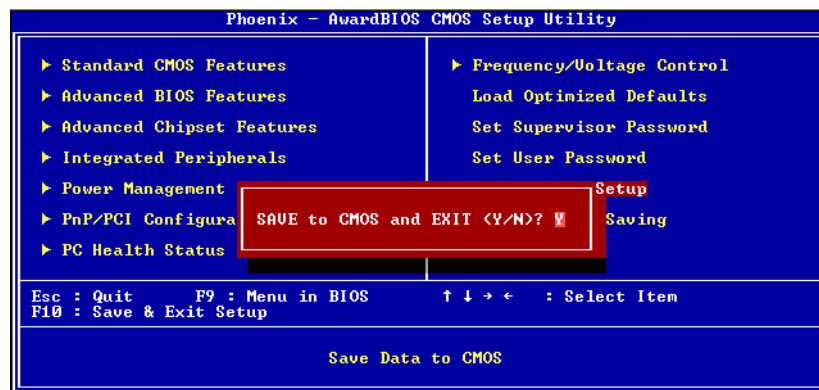 Phoenix - AwardBIOS CMOS Setup Utility
► Standard CMOS Features
► Advanced BIOS Features
► Advanced Chipset Features
► Integrated Peripherals
► Power Management
► PnP/PCI Configura
► PC Health Status
► Frequency/Voltage Control
Load Optimized Defaults
Set Supervisor Password
Set User Password
Setup
Saving
SAVE to CMOS and EXIT (Y/N)? Y
Esc : Quit F9 : Menu in BIOS ↑ ↓ → ← : Select Item
F10 : Save & Exit Setup
Save Data to CMOS